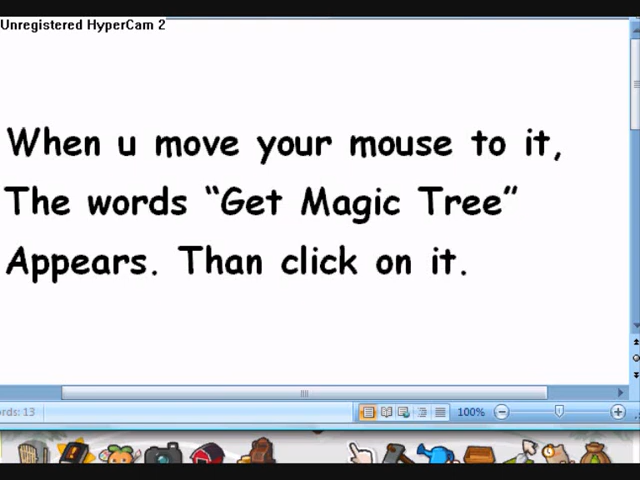 Unregistered HyperCam 2
When u move your mouse to it,
The words “Get Magic Tree”
Appears. Than click on it.
rds: 13
100%